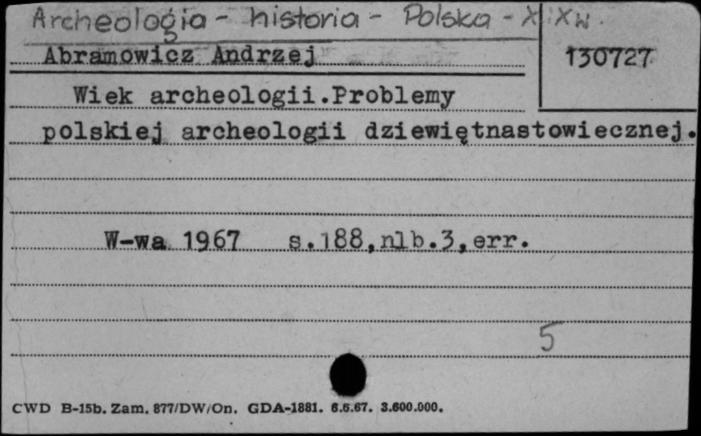 Archeologia - historia - Polska - XIXw.
Abramowicz Andrzej
130727
Wiek archeologii.Problemy
polskiej archeologii dziewiętnastowiecznej.
W-wa 1967 s.188,nlb.3,err.
5
CWD B-15b. Zam. 877/DW/On. GDA-1881. 6.6.67. 3.600.000.